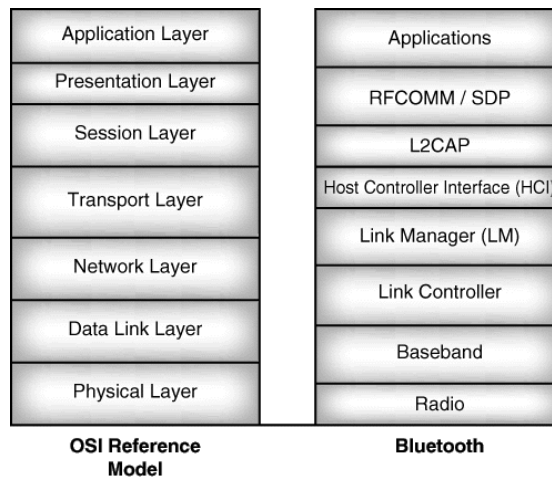 Application Layer
Presentation Layer
Session Layer
Transport Layer
Network Layer
Data Link Layer
Physical Layer
OSI Reference
Model
Applications
RFCOMM / SDP
L2CAP
Host Controller Interface (HCI)
Link Manager (LM)
Link Controller
Baseband
Radio
Bluetooth